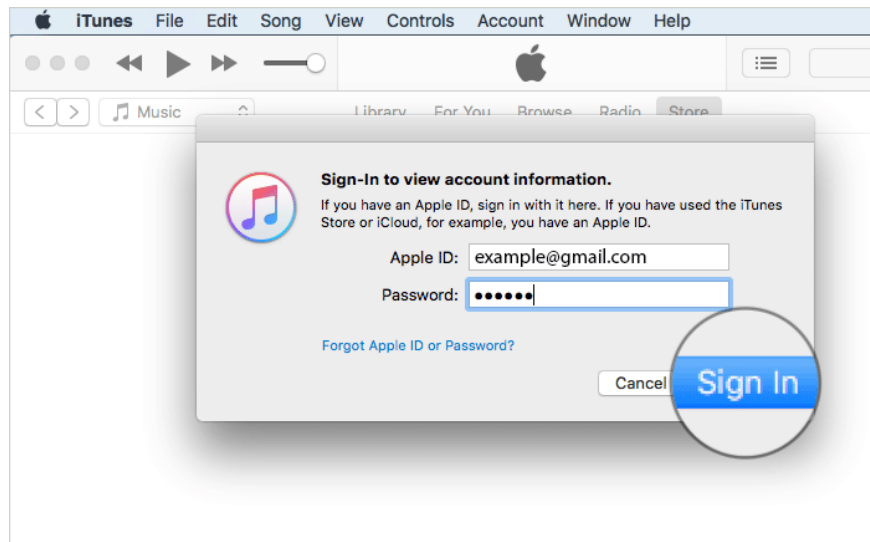 iTunes File Edit Song View Controls Account Window Help
Music Library For You Browse Radio Store
Sign-In to view account information.
If you have an Apple ID, sign in with it here. If you have used the iTunes
Store or iCloud, for example, you have an Apple ID.
Apple ID: example@gmail.com
Password: ••••••
Forgot Apple ID or Password?
Cancel Sign In